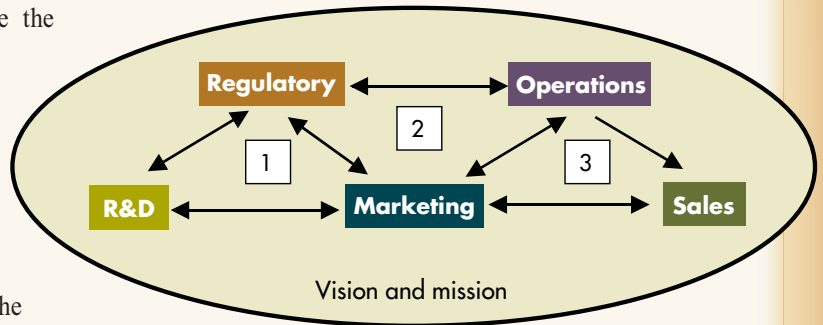 e the
Regulatory
Operations
2
1
3
R&D
Marketing
Sales
Vision and mission
he